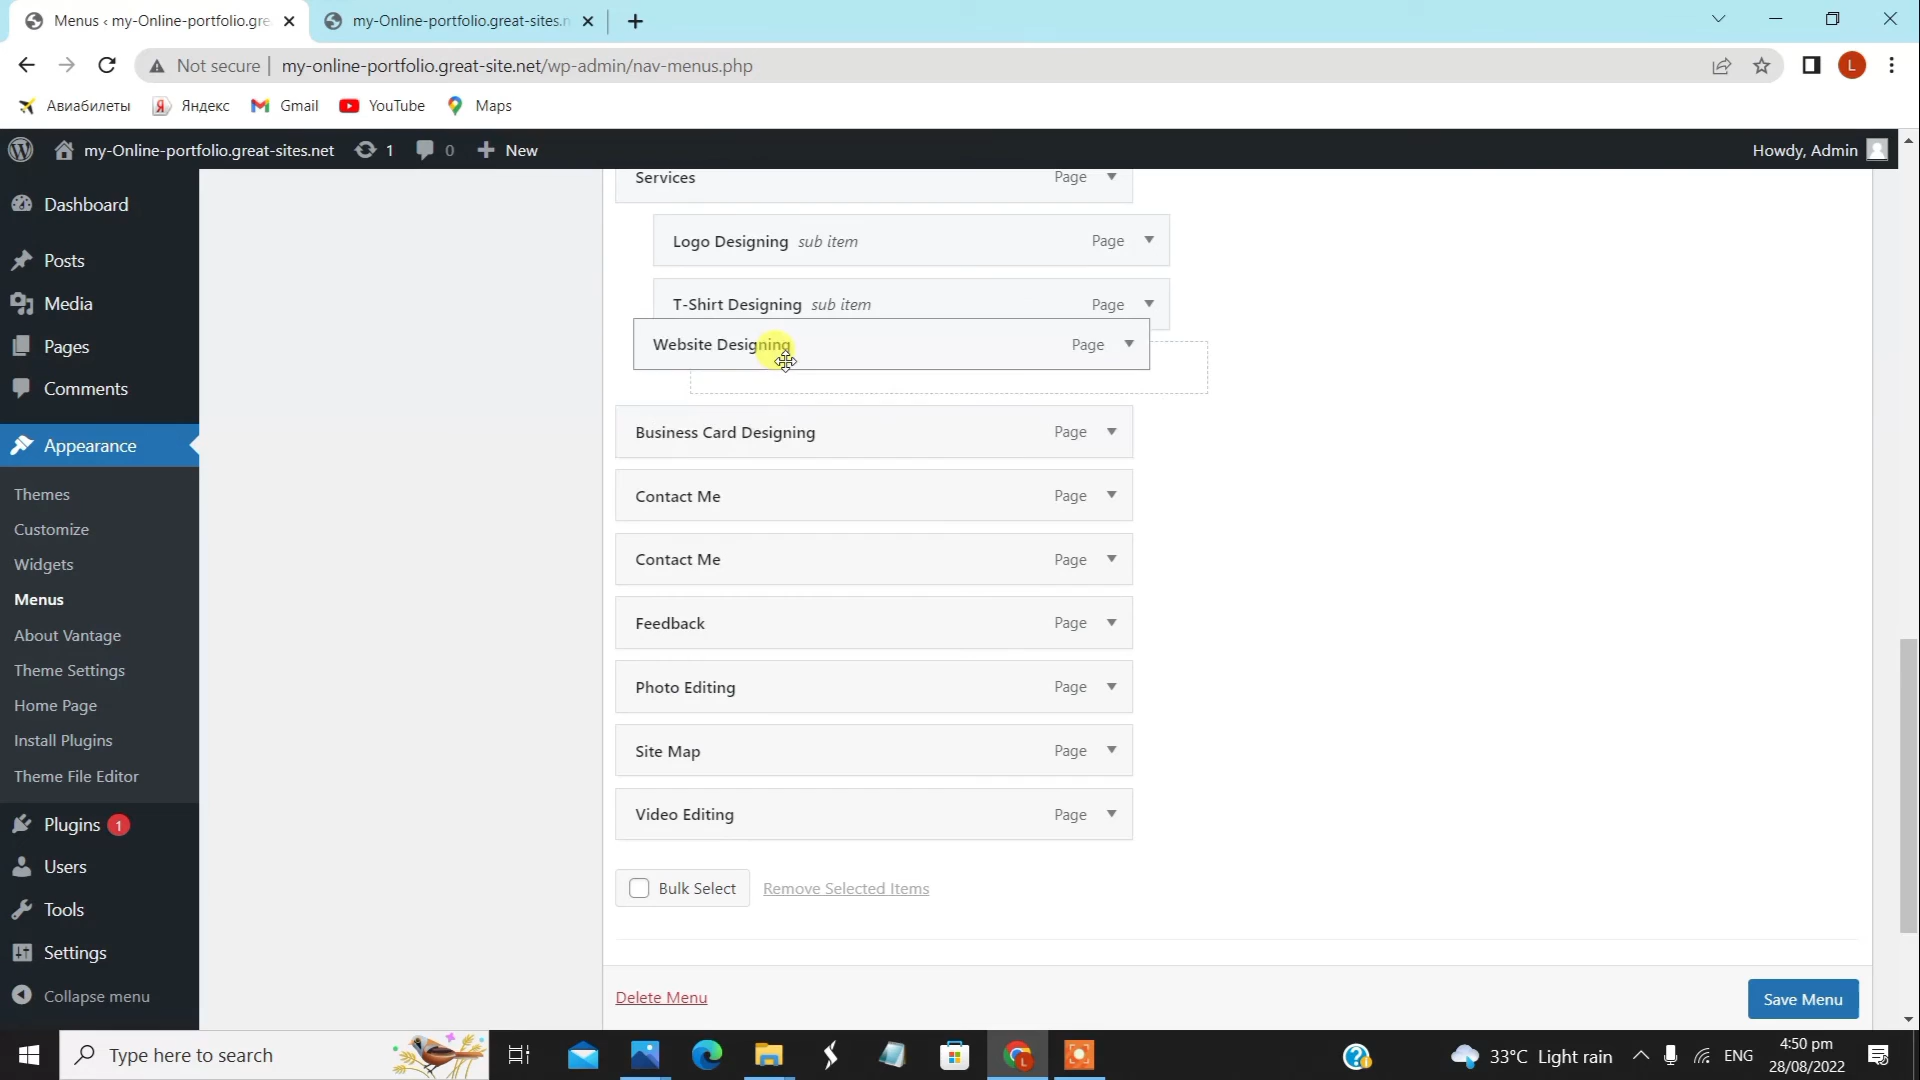 Menus ‹ my-Online-portfolio.gre
my-Online-portfolio.great-sites.n
Not secure
my-online-portfolio.great-site.net/wp-admin/nav-menus.php
L
Авиабилеты
Яндекс
Gmail
YouTube
Maps
my-Online-portfolio.great-sites.net
1
0
New
Howdy, Admin
Dashboard
Posts
Media
Pages
Comments
Appearance
Themes
Customize
Widgets
Menus
About Vantage
Theme Settings
Home Page
Install Plugins
Theme File Editor
Plugins 1
Users
Tools
Settings
Collapse menu
Services Page
Logo Designing sub item Page
T-Shirt Designing sub item Page
Website Designing Page
Business Card Designing Page
Contact Me Page
Contact Me Page
Feedback Page
Photo Editing Page
Site Map Page
Video Editing Page
Bulk Select Remove Selected Items
Delete Menu
Save Menu
Type here to search
33°C Light rain
ENG
4:50 pm
28/08/2022